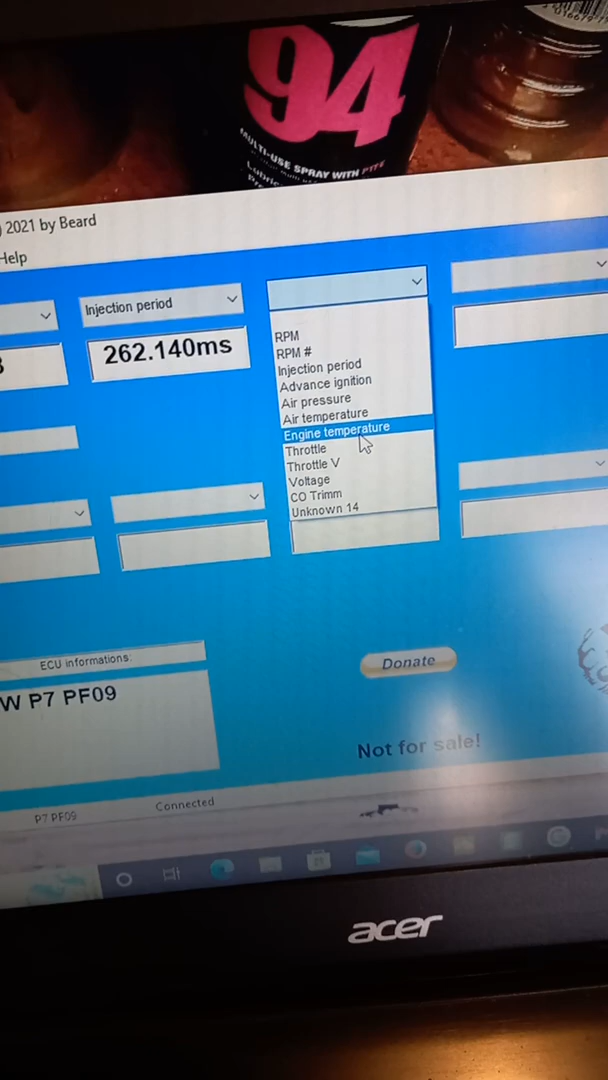 94
MULTI-USE SPRAY WITH PTFE
) 2021 by Beard
Help
Injection period
262.140ms
RPM
RPM #
Injection period
Advance ignition
Air pressure
Air temperature
Engine temperature
Throttle
Throttle V
Voltage
CO Trimm
Unknown 14
ECU informations:
W P7 PF09
Donate
Not for sale!
P7 PF09
Connected
acer